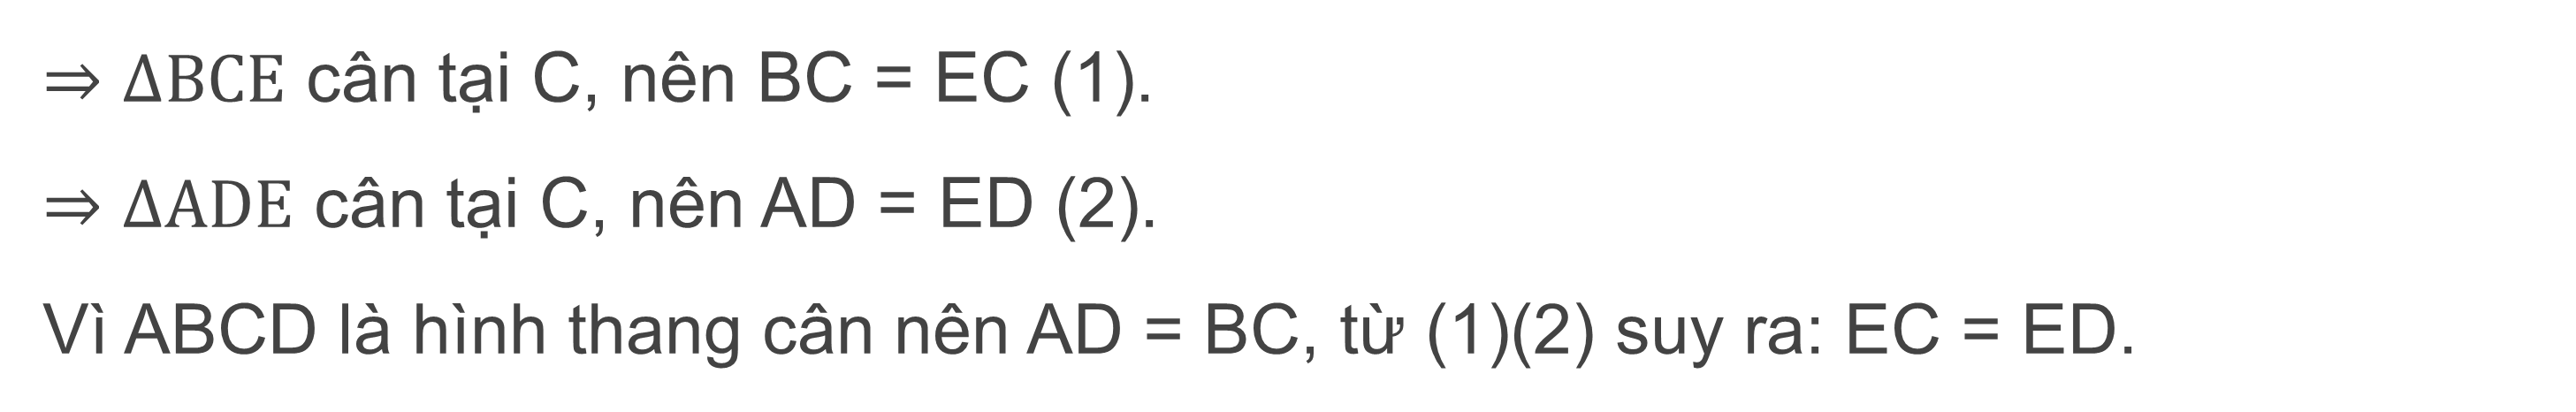 ⇒ ΔBCE cân tại C, nên BC = EC (1).
⇒ ΔADE cân tại C, nên AD = ED (2).
Vì ABCD là hình thang cân nên AD = BC, từ (1)(2) suy ra: EC = ED.